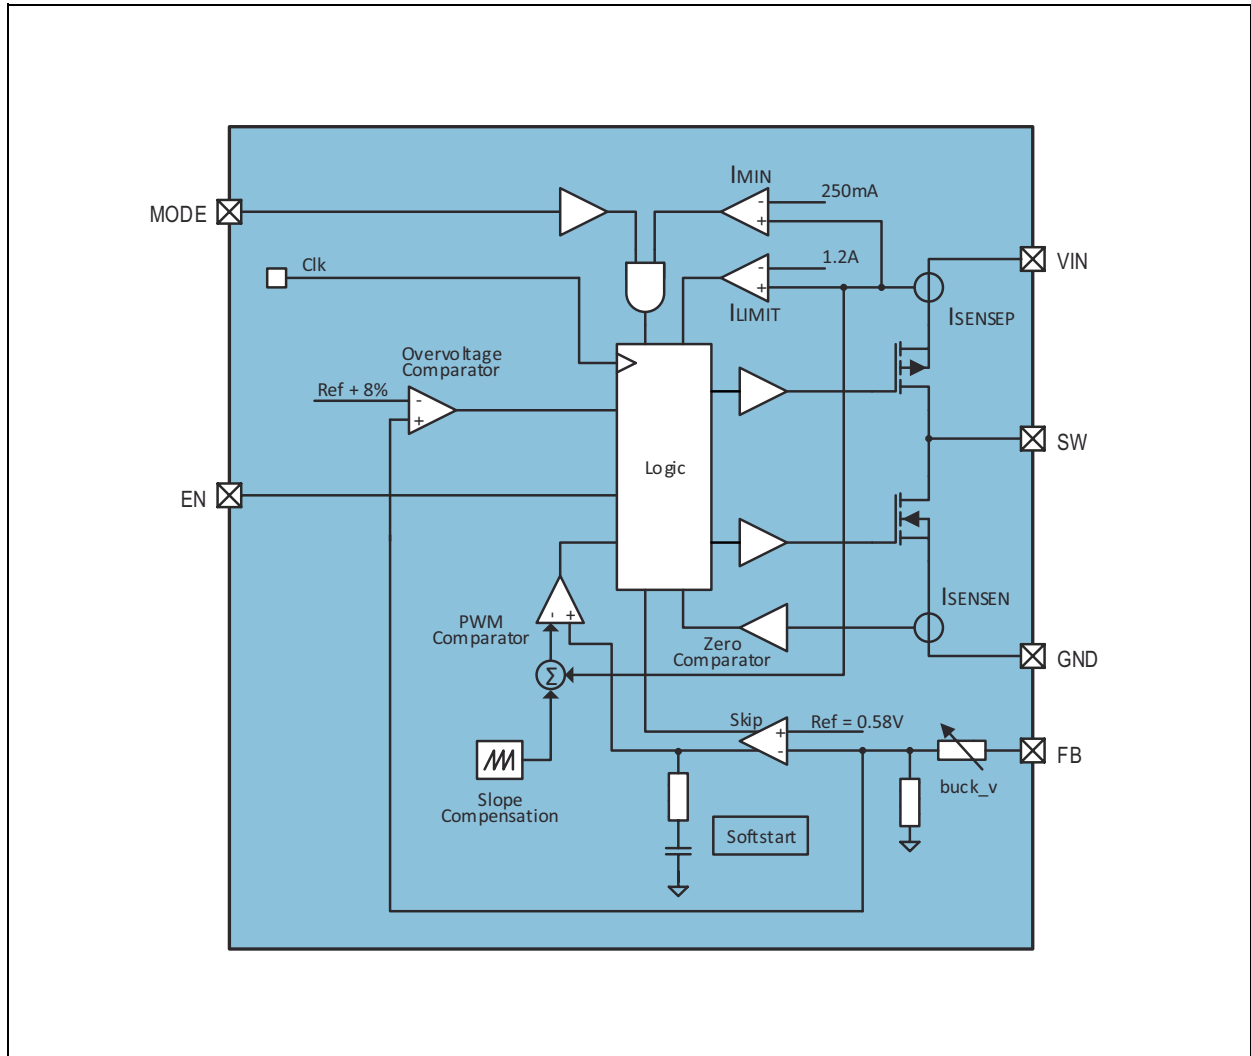 IMIN
250mA
MODE
1.2A
Clk
VIN
ILIMIT
ISENSEP
Overvoltage
Comparator
Ref + 8%
-
+
-
+
-
+
SW
Logic
EN
ISENSEN
- +
PWM
Comparator
Zero
Comparator
GND
Σ
Skip
Ref = 0.58V
+
-
FB
buck_v
Slope
Compensation
Softstart